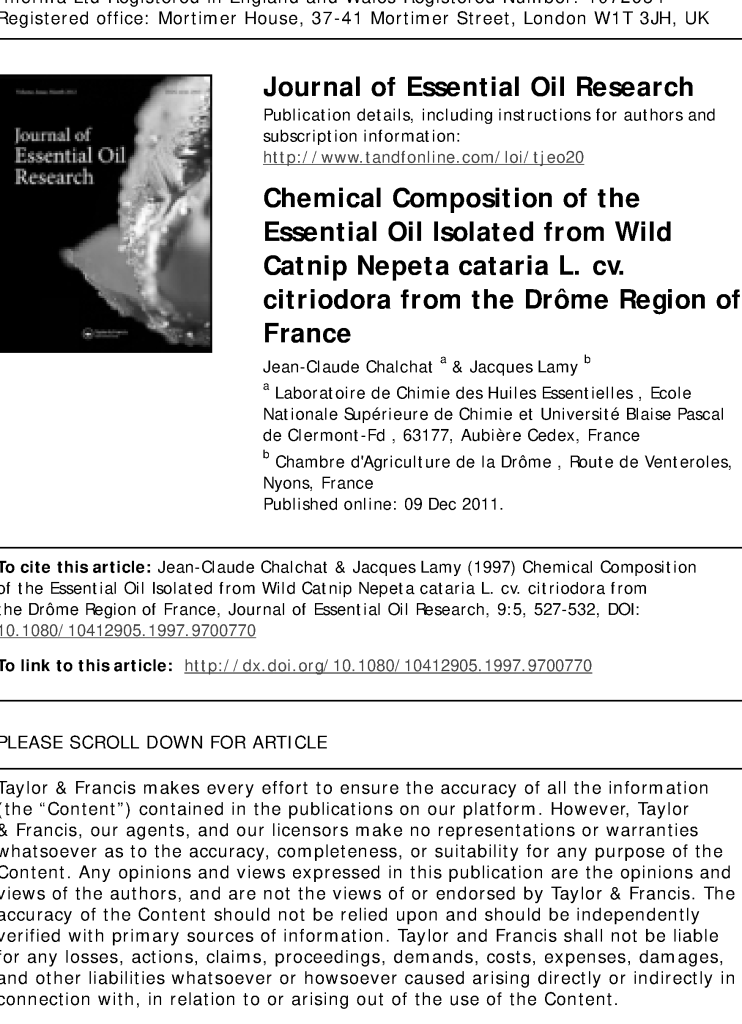 Registered office: Mortimer House, 37-41 Mortimer Street, London W1T 3JH, UK
Journal of
Essential Oil
Research
Journal of Essential Oil Research
Publication details, including instructions for authors and
subscription information:
http://www.tandfonline.com/loi/tjeo20
Chemical Composition of the
Essential Oil Isolated from Wild
Catnip Nepeta cataria L. cv.
citriodora from the Drôme Region of
France
Jean-Claude Chalchat a & Jacques Lamy b
a Laboratoire de Chimie des Huiles Essentielles , Ecole
Nationale Supérieure de Chimie et Université Blaise Pascal
de Clermont-Fd , 63177, Aubière Cedex, France
b Chambre d'Agriculture de la Drôme , Route de Venteroles,
Nyons, France
Published online: 09 Dec 2011.
To cite this article: Jean-Claude Chalchat & Jacques Lamy (1997) Chemical Composition
of the Essential Oil Isolated from Wild Catnip Nepeta cataria L. cv. citriodora from
the Drôme Region of France, Journal of Essential Oil Research, 9:5, 527-532, DOI:
10.1080/10412905.1997.9700770
To link to this article: http://dx.doi.org/10.1080/10412905.1997.9700770
PLEASE SCROLL DOWN FOR ARTICLE
Taylor & Francis makes every effort to ensure the accuracy of all the information
(the “Content”) contained in the publications on our platform. However, Taylor
& Francis, our agents, and our licensors make no representations or warranties
whatsoever as to the accuracy, completeness, or suitability for any purpose of the
Content. Any opinions and views expressed in this publication are the opinions and
views of the authors, and are not the views of or endorsed by Taylor & Francis. The
accuracy of the Content should not be relied upon and should be independently
verified with primary sources of information. Taylor and Francis shall not be liable
for any losses, actions, claims, proceedings, demands, costs, expenses, damages,
and other liabilities whatsoever or howsoever caused arising directly or indirectly in
connection with, in relation to or arising out of the use of the Content.